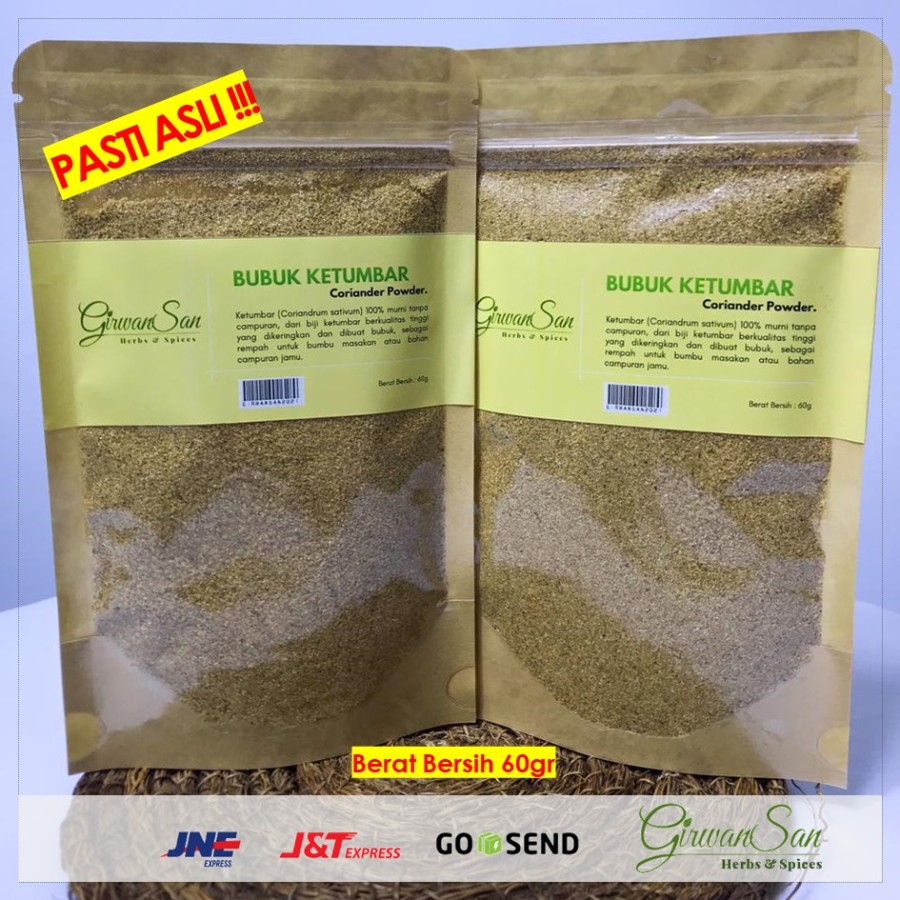 PASTI ASLI !!!
BUBUK KETUMBAR
Coriander Powder.
GirwanSan
Herbs & Spices
Ketumbar (Coriandrum sativum) 100% murni tanpa
campuran, dari biji ketumbar berkualitas tinggi
yang dikeringkan dan dibuat bubuk, sebagai
rempah untuk bumbu masakan atau bahan
campuran jamu.
Berat Bersih : 60g
BUBUK KETUMBAR
Coriander Powder.
GirwanSan
Herbs & Spices
Ketumbar (Coriandrum sativum) 100% murni tanpa
campuran, dari biji ketumbar berkualitas tinggi
yang dikeringkan dan dibuat bubuk, sebagai
rempah untuk bumbu masakan atau bahan
campuran jamu.
Berat Bersih : 60g
Berat Bersih 60gr
JNE
EXPRESS
J&T EXPRESS
GO SEND
GirwanSan
Herbs & Spices